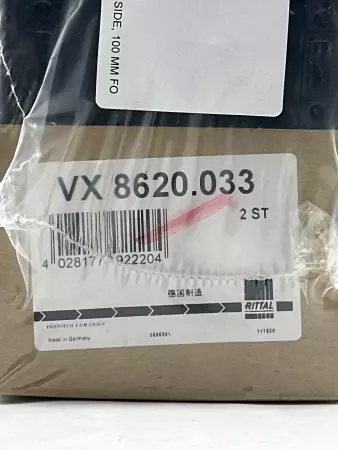 SIDE, 100 MM FO
VX 8620.033
2 ST
4 028177 922204
德国制造
RITTAL
Made in Germany
111926